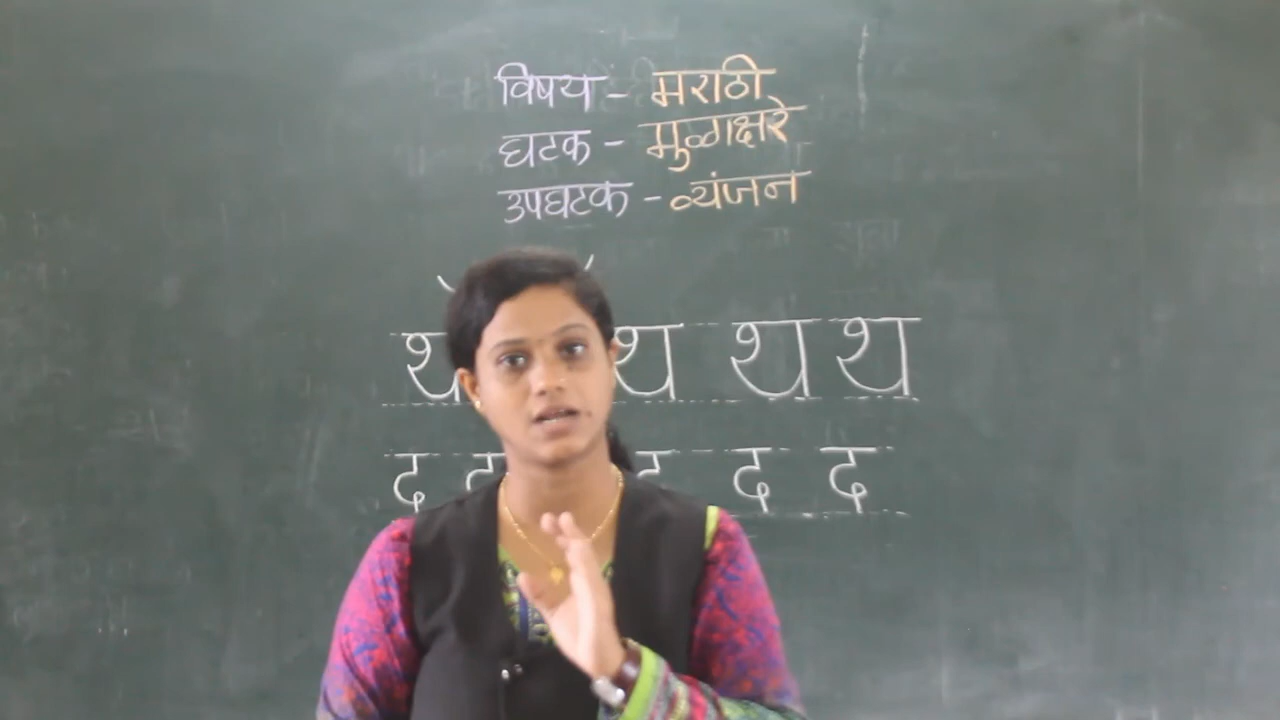 विषय - मराठी
घटक - मुळाक्षरे
उपघटक - व्यंजन
थ थ थ थ
द द द द द